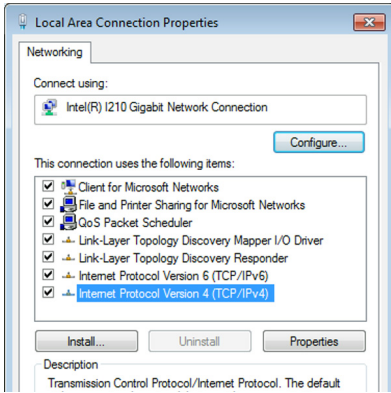 Local Area Connection Properties
Networking
Connect using:
Intel(R) I210 Gigabit Network Connection
Configure...
This connection uses the following items:
Client for Microsoft Networks
File and Printer Sharing for Microsoft Networks
QoS Packet Scheduler
Link-Layer Topology Discovery Mapper I/O Driver
Link-Layer Topology Discovery Responder
Internet Protocol Version 6 (TCP/IPv6)
Internet Protocol Version 4 (TCP/IPv4)
Install...
Uninstall
Properties
Description
Transmission Control Protocol/Internet Protocol. The default